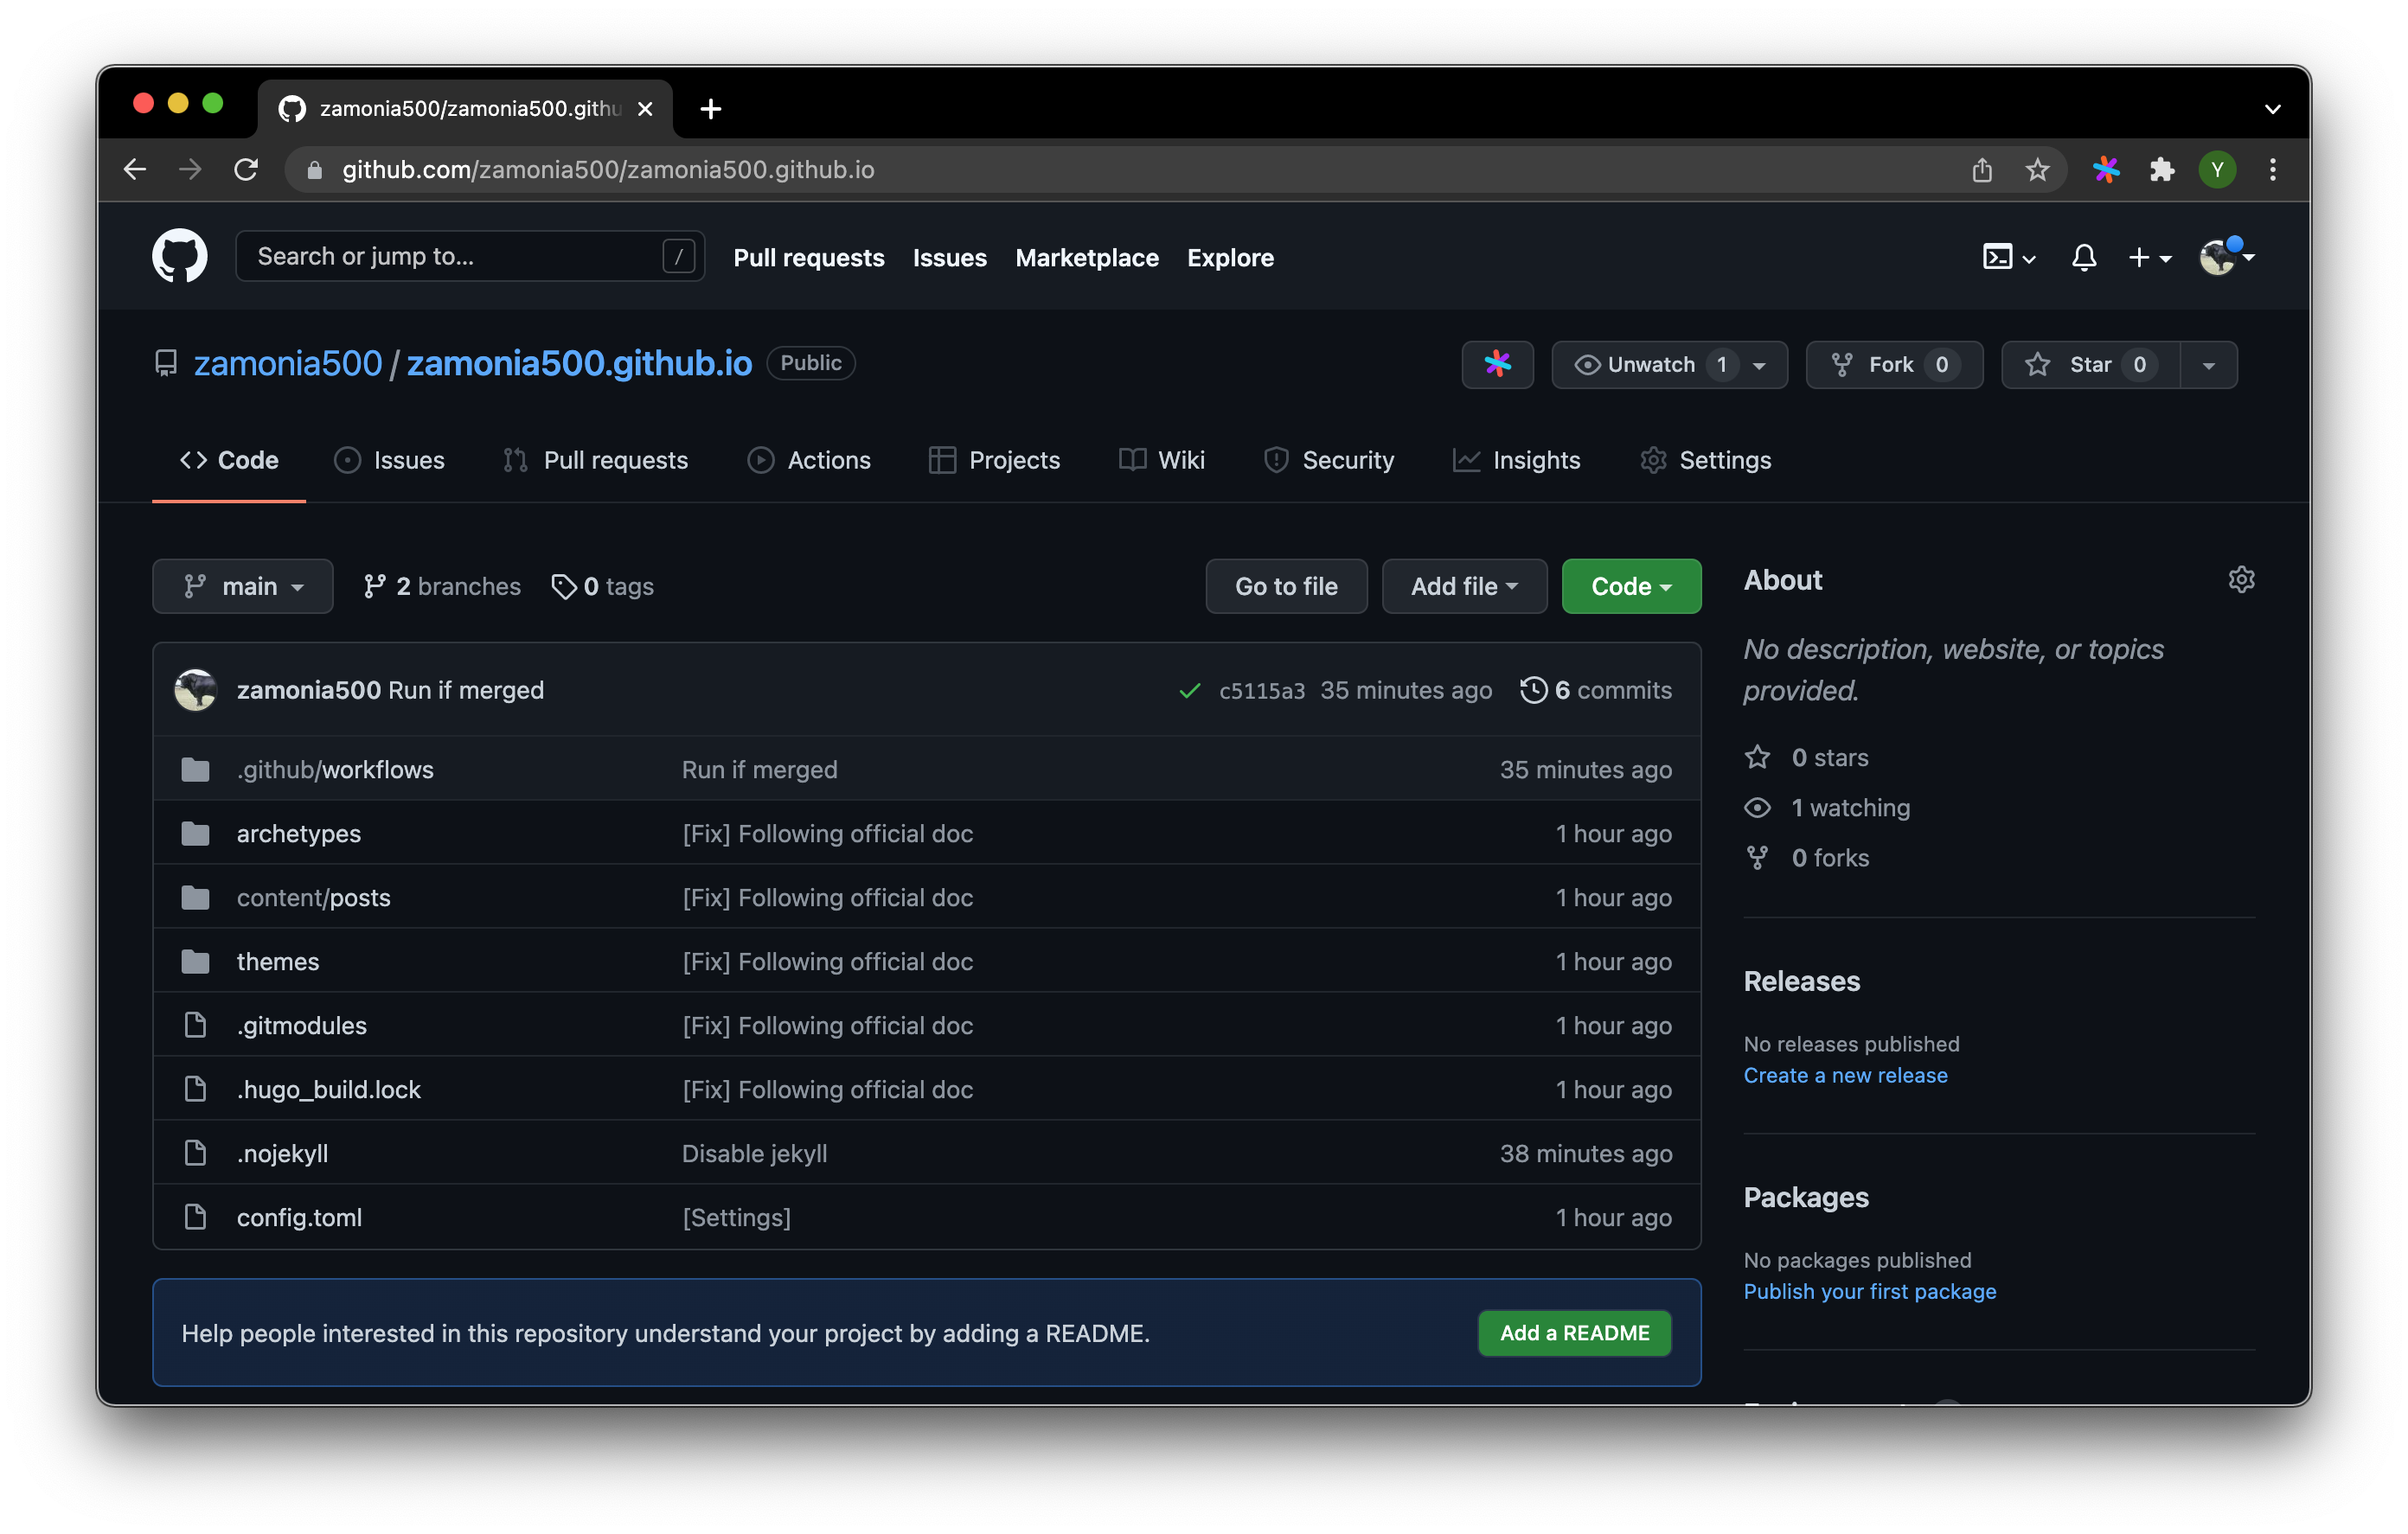 zamonia500/zamonia500.githu
github.com/zamonia500/zamonia500.github.io
Y
Search or jump to...
/
Pull requests
Issues
Marketplace
Explore
zamonia500 / zamonia500.github.io
Public
Unwatch 1
Fork 0
Star 0
Code
Issues
Pull requests
Actions
Projects
Wiki
Security
Insights
Settings
main
2 branches
0 tags
Go to file
Add file
Code
zamonia500 Run if merged
c5115a3 35 minutes ago
6 commits
.github/workflows
Run if merged
35 minutes ago
archetypes
[Fix] Following official doc
1 hour ago
content/posts
[Fix] Following official doc
1 hour ago
themes
[Fix] Following official doc
1 hour ago
.gitmodules
[Fix] Following official doc
1 hour ago
.hugo_build.lock
[Fix] Following official doc
1 hour ago
.nojekyll
Disable jekyll
38 minutes ago
config.toml
[Settings]
1 hour ago
Help people interested in this repository understand your project by adding a README.
Add a README
About
No description, website, or topics
provided.
0 stars
1 watching
0 forks
Releases
No releases published
Create a new release
Packages
No packages published
Publish your first package